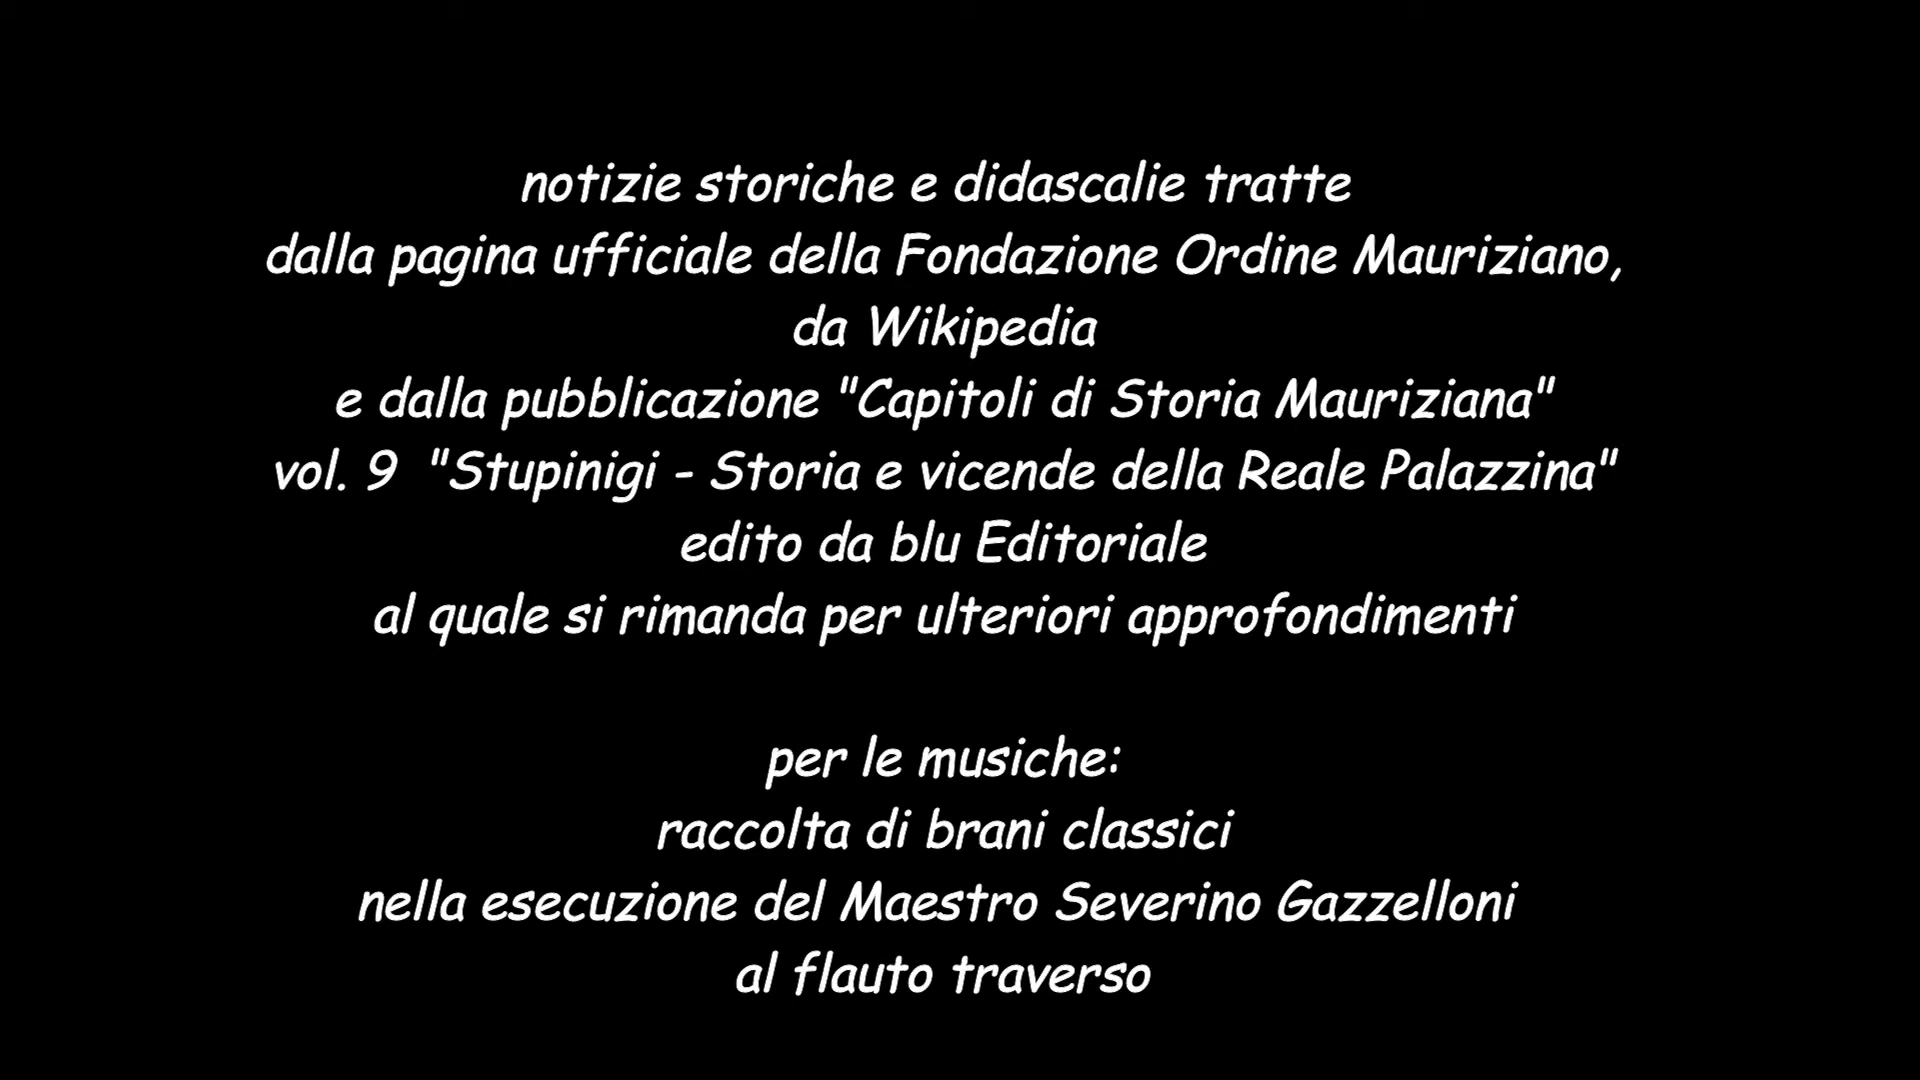 notizie storiche e didascalie tratte
dalla pagina ufficiale della Fondazione Ordine Mauriziano,
da Wikipedia
e dalla pubblicazione "Capitoli di Storia Mauriziana"
vol. 9 "Stupinigi - Storia e vicende della Reale Palazzina"
edito da blu Editoriale
al quale si rimanda per ulteriori approfondimenti
per le musiche:
raccolta di brani classici
nella esecuzione del Maestro Severino Gazzelloni
al flauto traverso